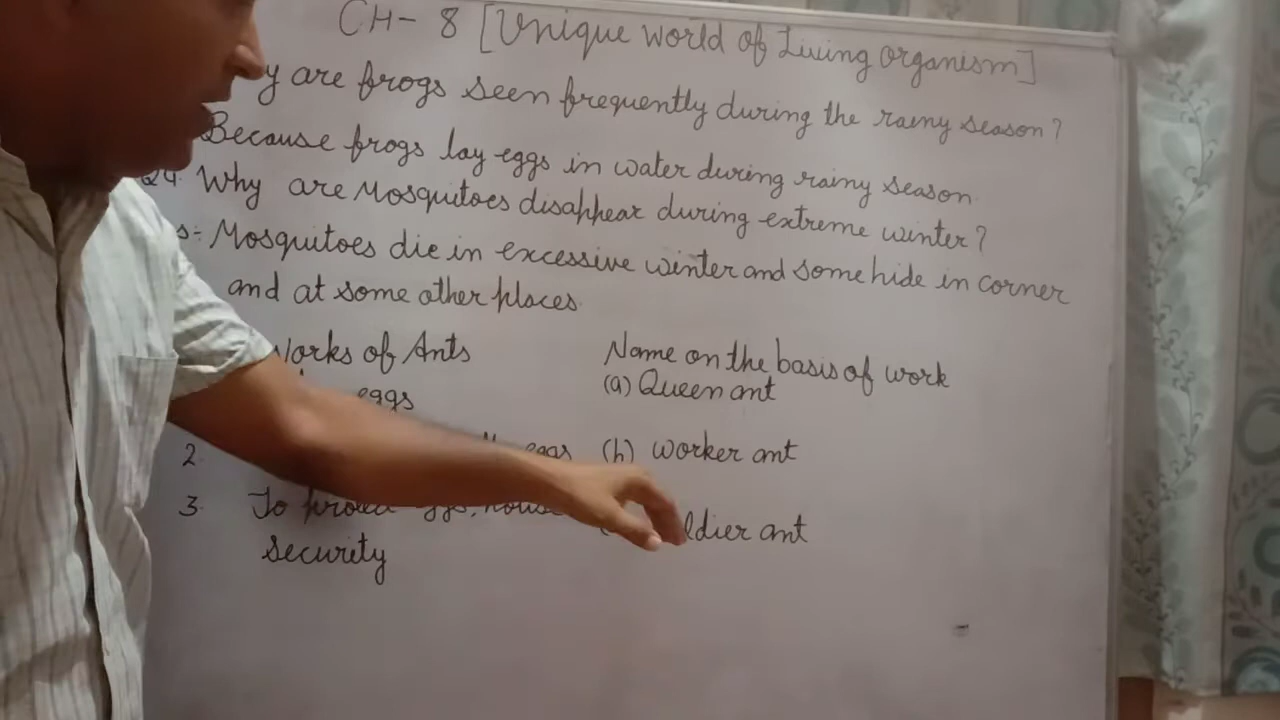 CH- 8 [Unique world of Living organism]
are frogs seen frequently during the rainy season?
Because frogs lay eggs in water during rainy season.
Q4. Why are Mosquitoes disappear during extreme winter?
Mosquitoes die in excessive winter and some hide in corner
and at some other places.
Works of Ants Name on the basis of work
eggs (a) Queen ant
2. eggs (b) Worker ant
3. To ant
Security